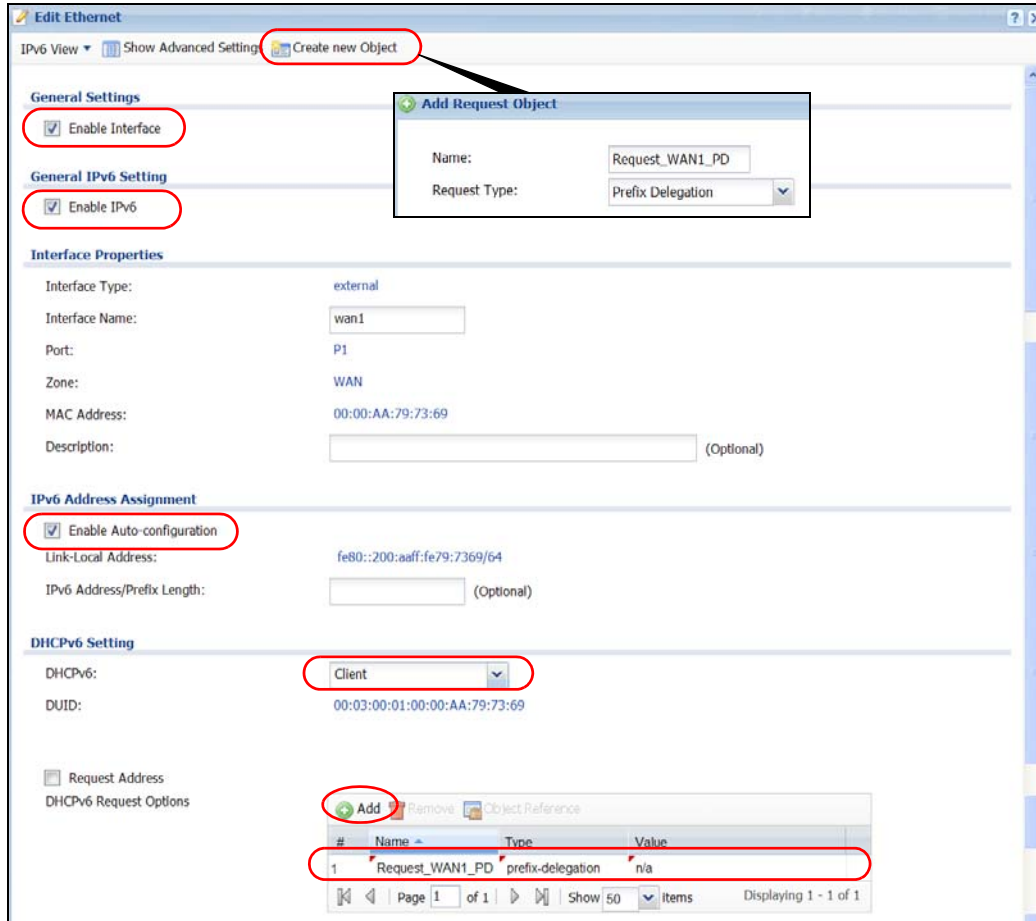 Edit Ethernet
IPv6 View Show Advanced Settings Create new Object
General Settings
Enable Interface
Add Request Object
Name: Request_WAN1_PD
Request Type: Prefix Delegation
General IPv6 Setting
Enable IPv6
Interface Properties
Interface Type: external
Interface Name: wan1
Port: P1
Zone: WAN
MAC Address: 00:00:AA:79:73:69
Description: (Optional)
IPv6 Address Assignment
Enable Auto-configuration
Link-Local Address: fe80::200:aaff:fe79:7369/64
IPv6 Address/Prefix Length: (Optional)
DHCPv6 Setting
DHCPv6: Client
DUID: 00:03:00:01:00:00:AA:79:73:69
Request Address
DHCPv6 Request Options
Add Remove Object Reference
# Name Type Value
1 Request_WAN1_PD prefix-delegation n/a
Page 1 of 1 Show 50 items Displaying 1 - 1 of 1